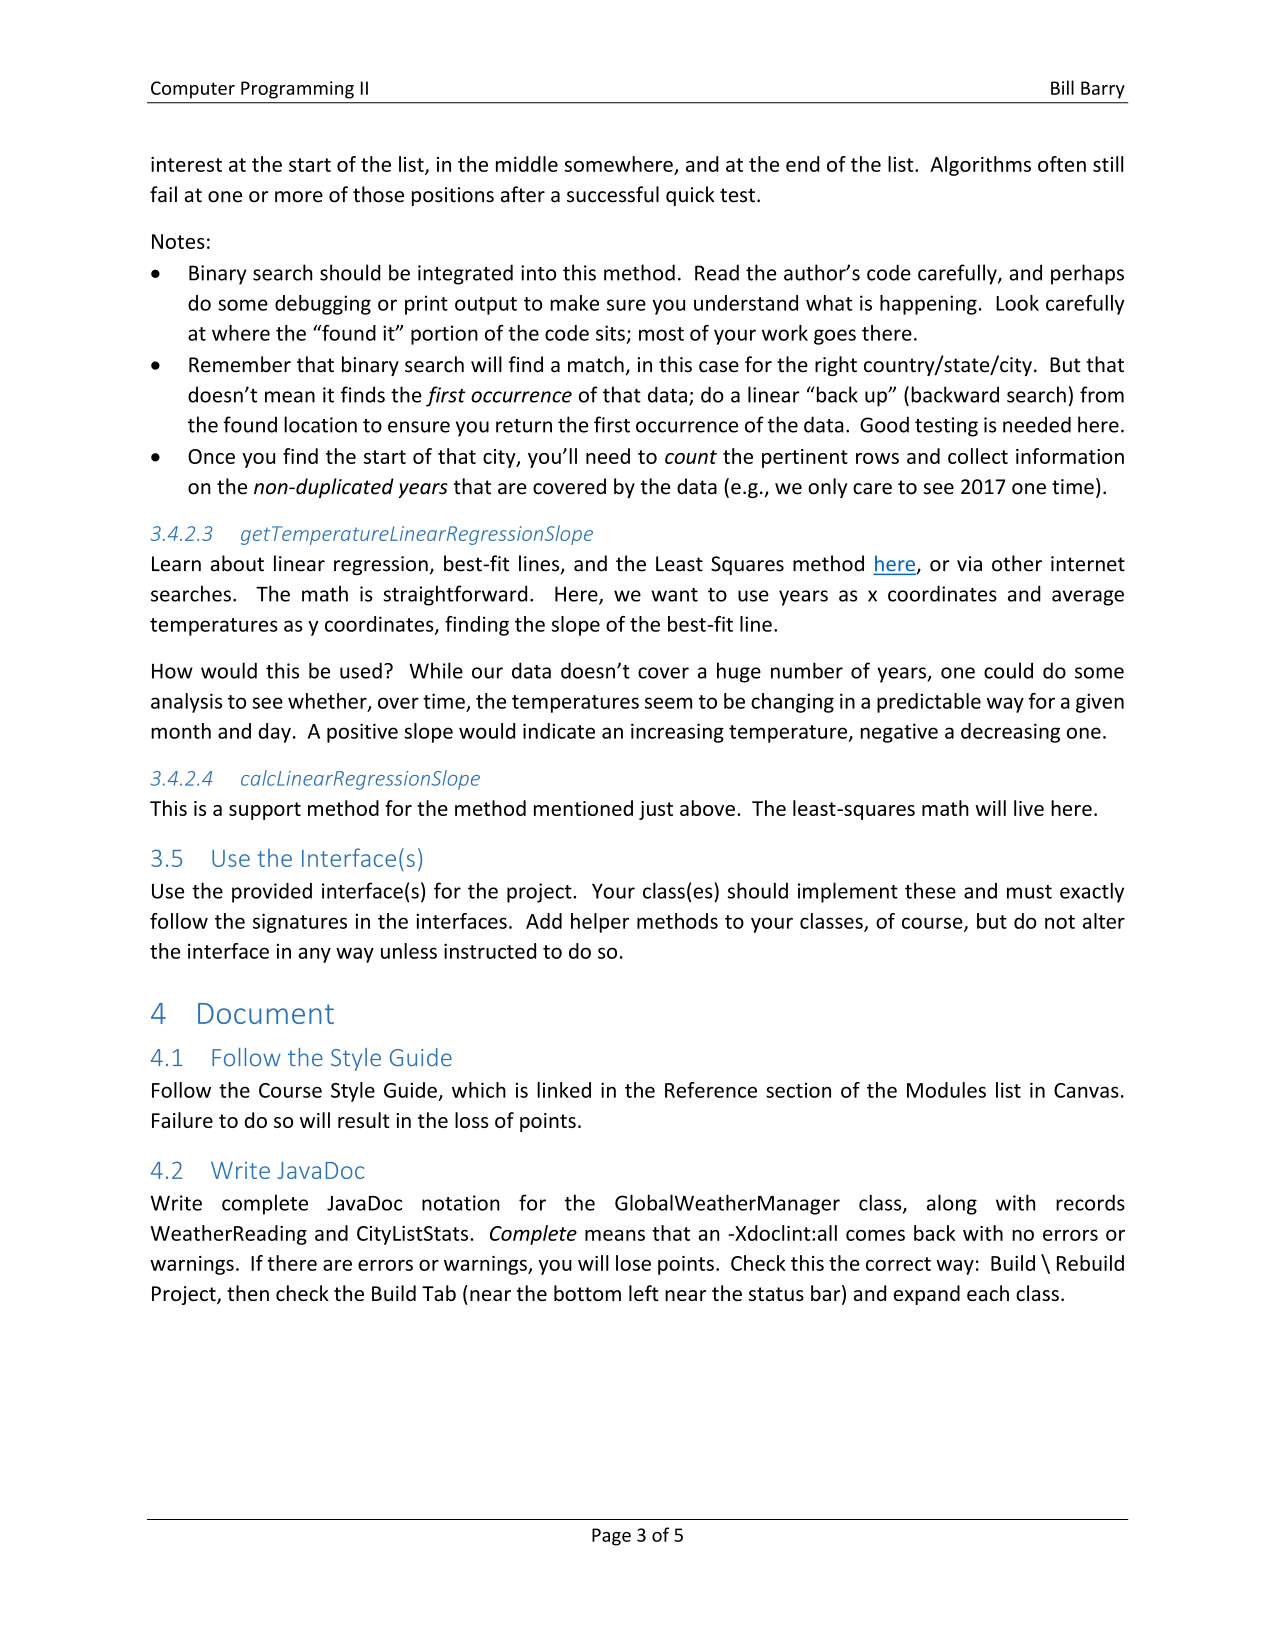 Computer Programming II Bill Barry
interest at the start of the list, in the middle somewhere, and at the end of the list.  Algorithms often still
fail at one or more of those positions after a successful quick test.
Notes:
• Binary search should be integrated into this method.  Read the author’s code carefully, and perhaps
do some debugging or print output to make sure you understand what is happening.  Look carefully
at where the “found it” portion of the code sits; most of your work goes there.
• Remember that binary search will find a match, in this case for the right country/state/city.  But that
doesn’t mean it finds the first occurrence of that data; do a linear “back up” (backward search) from
the found location to ensure you return the first occurrence of the data.  Good testing is needed here.
• Once you find the start of that city, you’ll need to count the pertinent rows and collect information
on the non-duplicated years that are covered by the data (e.g., we only care to see 2017 one time).
3.4.2.3 getTemperatureLinearRegressionSlope
Learn about linear regression, best-fit lines, and the Least Squares method here, or via other internet
searches.  The math is straightforward.  Here, we want to use years as x coordinates and average
temperatures as y coordinates, finding the slope of the best-fit line.
How would this be used?  While our data doesn’t cover a huge number of years, one could do some
analysis to see whether, over time, the temperatures seem to be changing in a predictable way for a given
month and day.  A positive slope would indicate an increasing temperature, negative a decreasing one.
3.4.2.4 calcLinearRegressionSlope
This is a support method for the method mentioned just above.  The least-squares math will live here.
3.5 Use the Interface(s)
Use the provided interface(s) for the project.  Your class(es) should implement these and must exactly
follow the signatures in the interfaces.  Add helper methods to your classes, of course, but do not alter
the interface in any way unless instructed to do so.
4 Document
4.1 Follow the Style Guide
Follow the Course Style Guide, which is linked in the Reference section of the Modules list in Canvas.
Failure to do so will result in the loss of points.
4.2 Write JavaDoc
Write complete JavaDoc notation for the GlobalWeatherManager class, along with records
WeatherReading and CityListStats.  Complete means that an -Xdoclint:all comes back with no errors or
warnings.  If there are errors or warnings, you will lose points.  Check this the correct way:  Build \ Rebuild
Project, then check the Build Tab (near the bottom left near the status bar) and expand each class.
Page 3 of 5